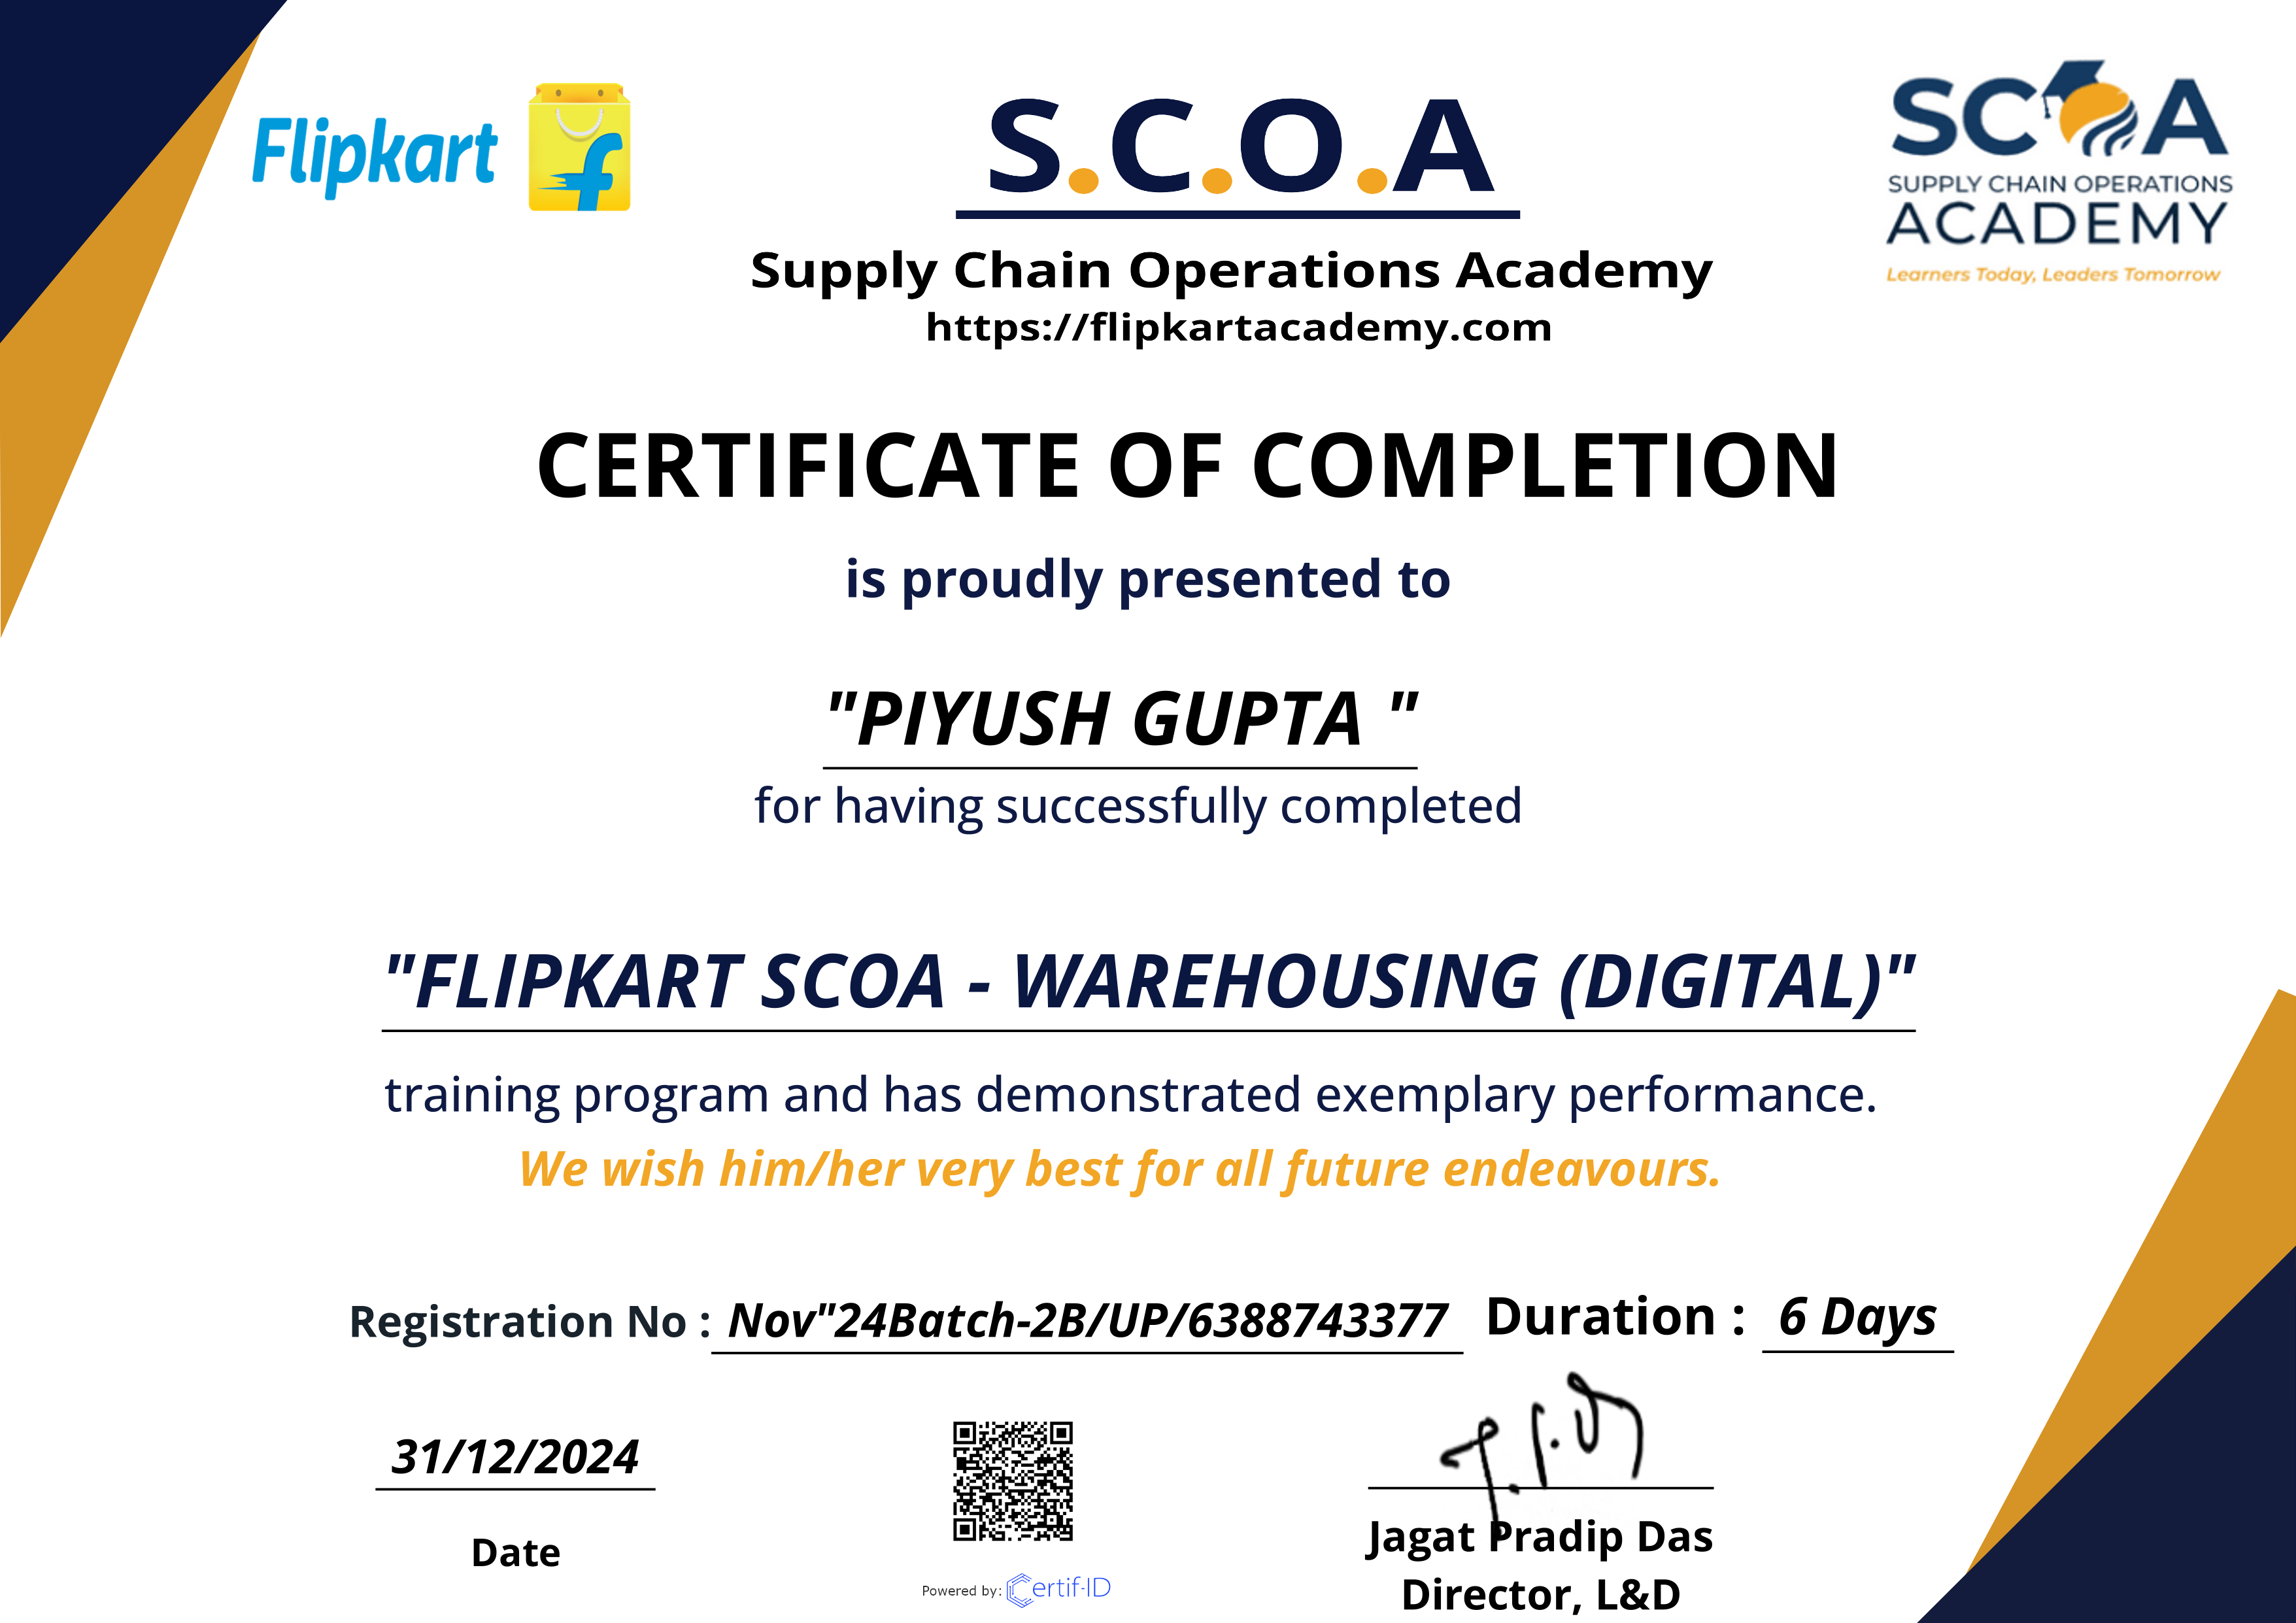 Flipkart
S.C.O.A
SCOA
SUPPLY CHAIN OPERATIONS
ACADEMY
Learners Today, Leaders Tomorrow
Supply Chain Operations Academy
https://flipkartacademy.com
CERTIFICATE OF COMPLETION
is proudly presented to
"PIYUSH GUPTA "
for having successfully completed
"FLIPKART SCOA - WAREHOUSING (DIGITAL)"
training program and has demonstrated exemplary performance.
We wish him/her very best for all future endeavours.
Registration No : Nov"24Batch-2B/UP/6388743377 Duration : 6 Days
31/12/2024
Date
Powered by: Certif-ID
Jagat Pradip Das
Director, L&D